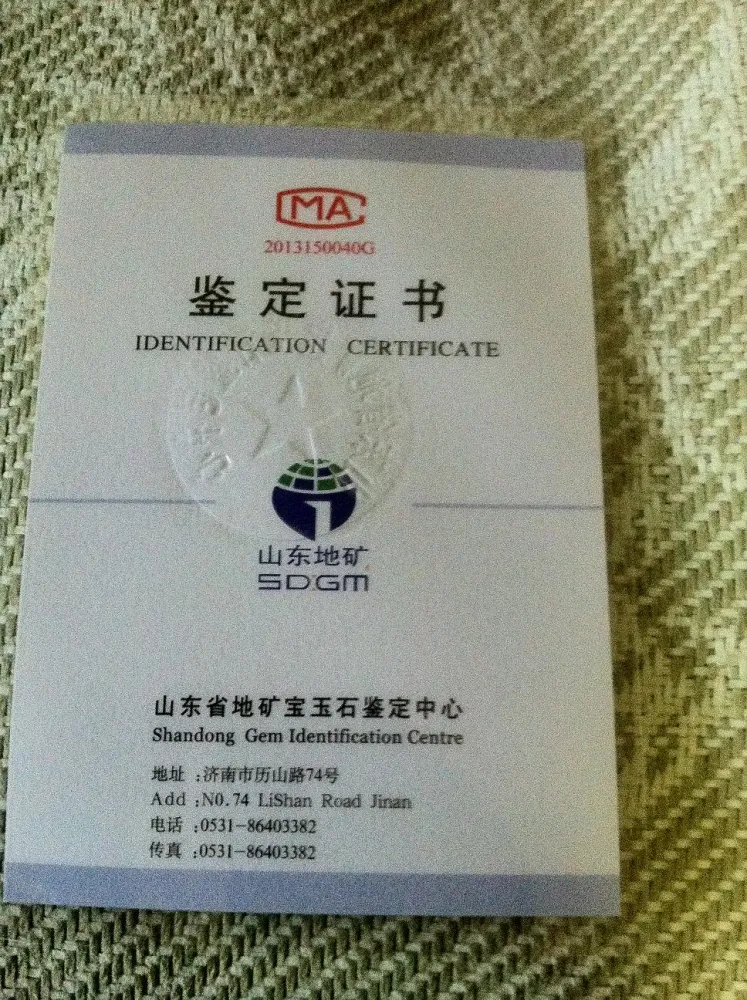 MA
2013150040G
鉴定证书
IDENTIFICATION CERTIFICATE
山东地矿
SDGM
山东省地矿宝玉石鉴定中心
Shandong Gem Identification Centre
地址 :济南市历山路74号
Add :N0.74 LiShan Road Jinan
电话 :0531-86403382
传真 :0531-86403382